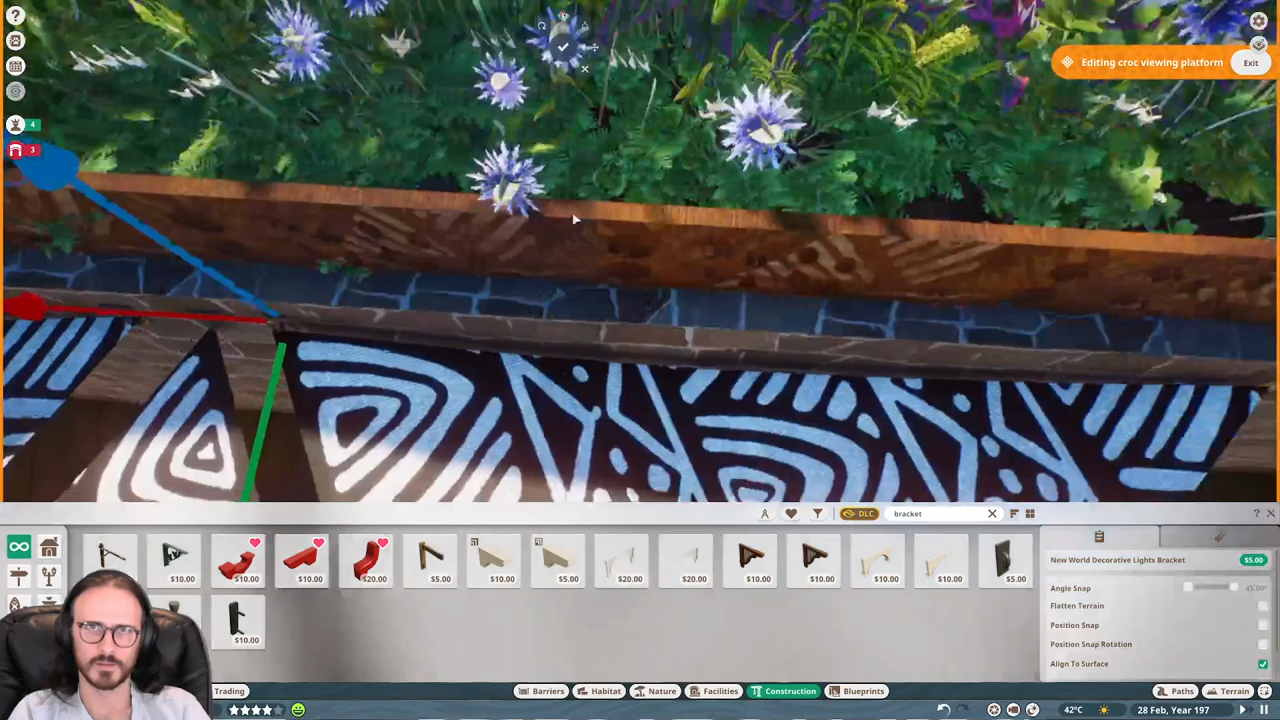 Editing croc viewing platform
Exit
4
3
DLC
bracket
$10.00
$10.00
$10.00
$20.00
$5.00
$10.00
$5.00
$20.00
$20.00
$10.00
$10.00
$10.00
$10.00
$5.00
$10.00
New World Decorative Lights Bracket
$5.00
Angle Snap
45.00°
Flatten Terrain
Position Snap
Position Snap Rotation
Align To Surface
Trading
Barriers
Habitat
Nature
Facilities
Construction
Blueprints
Paths
Terrain
42°C
28 Feb, Year 197